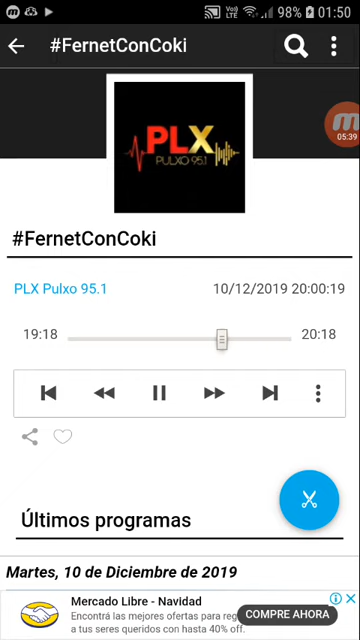 Vo))
LTE
98%
01:50
#FernetConCoki
PLX
PULXO 95.1
05:39
#FernetConCoki
PLX Pulxo 95.1
10/12/2019 20:00:19
19:18
20:18
Últimos programas
Martes, 10 de Diciembre de 2019
Mercado Libre - Navidad
Encontrá las mejores ofertas para reg
a tus seres queridos con hasta 40% off.
COMPRE AHORA